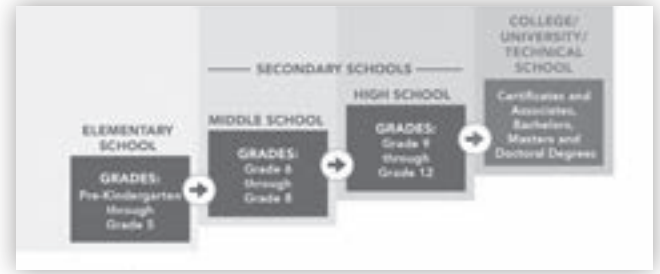 ELEMENTARY
SCHOOL
GRADES:
Pre-Kindergarten
through
Grade 5
SECONDARY SCHOOLS
MIDDLE SCHOOL
GRADES:
Grade 6
through
Grade 8
HIGH SCHOOL
GRADES:
Grade 9
through
Grade 12
COLLEGE/
UNIVERSITY/
TECHNICAL
SCHOOL
Certificates and
Associates,
Bachelors,
Masters and
Doctoral Degrees